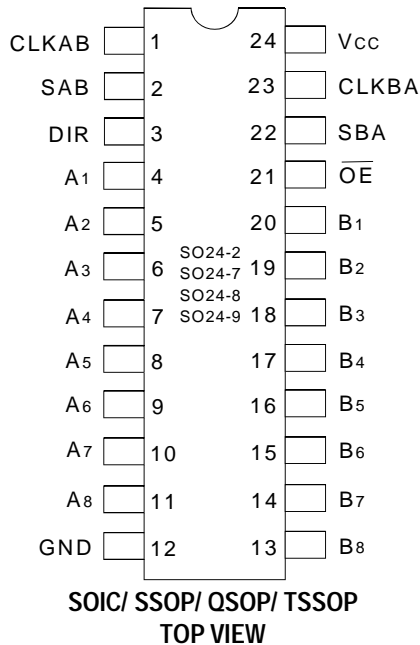 CLKAB 1 24 Vcc
SAB 2 23 CLKBA
DIR 3 22 SBA
A1 4 21 OE
A2 5 20 B1
A3 6 SO24-2 19 B2
SO24-7
SO24-8
A4 7 SO24-9 18 B3
A5 8 17 B4
A6 9 16 B5
A7 10 15 B6
A8 11 14 B7
GND 12 13 B8
SOIC/ SSOP/ QSOP/ TSSOP
TOP VIEW